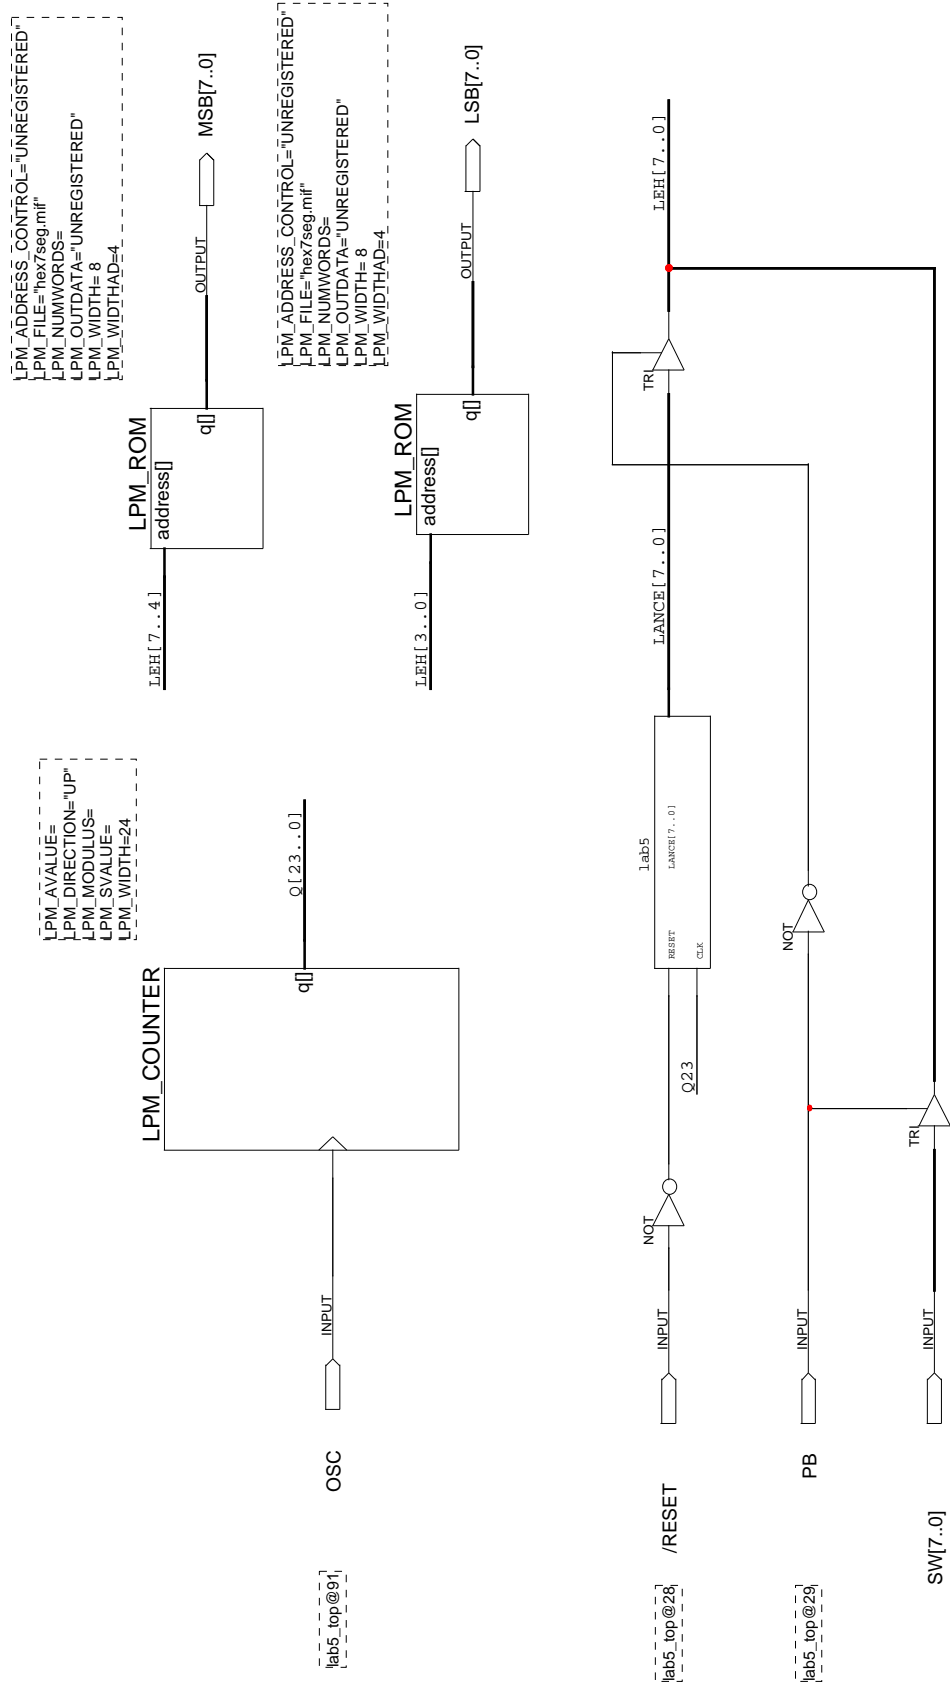 LPM_AVALUE=
LPM_DIRECTION="UP"
LPM_MODULUS=
LPM_SVALUE=
LPM_WIDTH=24
LPM_ADDRESS_CONTROL="UNREGISTERED"
LPM_FILE="hex7seg.mif"
LPM_NUMWORDS=
LPM_OUTDATA="UNREGISTERED"
LPM_WIDTH= 8
LPM_WIDTHAD=4
LPM_COUNTER
q[]
Q[23..0]
LEH[7..4]
LPM_ROM
address[]
q[]
OUTPUT
MSB[7..0]
lab5_top@91
OSC
INPUT
LPM_ADDRESS_CONTROL="UNREGISTERED"
LPM_FILE="hex7seg.mif"
LPM_NUMWORDS=
LPM_OUTDATA="UNREGISTERED"
LPM_WIDTH= 8
LPM_WIDTHAD=4
LEH[3..0]
LPM_ROM
address[]
q[]
OUTPUT
LSB[7..0]
lab5_top@28
/RESET
INPUT
NOT
Q23
lab5
RESET
CLK
LANCE[7..0]
LANCE[7..0]
TRI
LEH[7..0]
lab5_top@29
PB
INPUT
NOT
SW[7..0]
INPUT
TRI